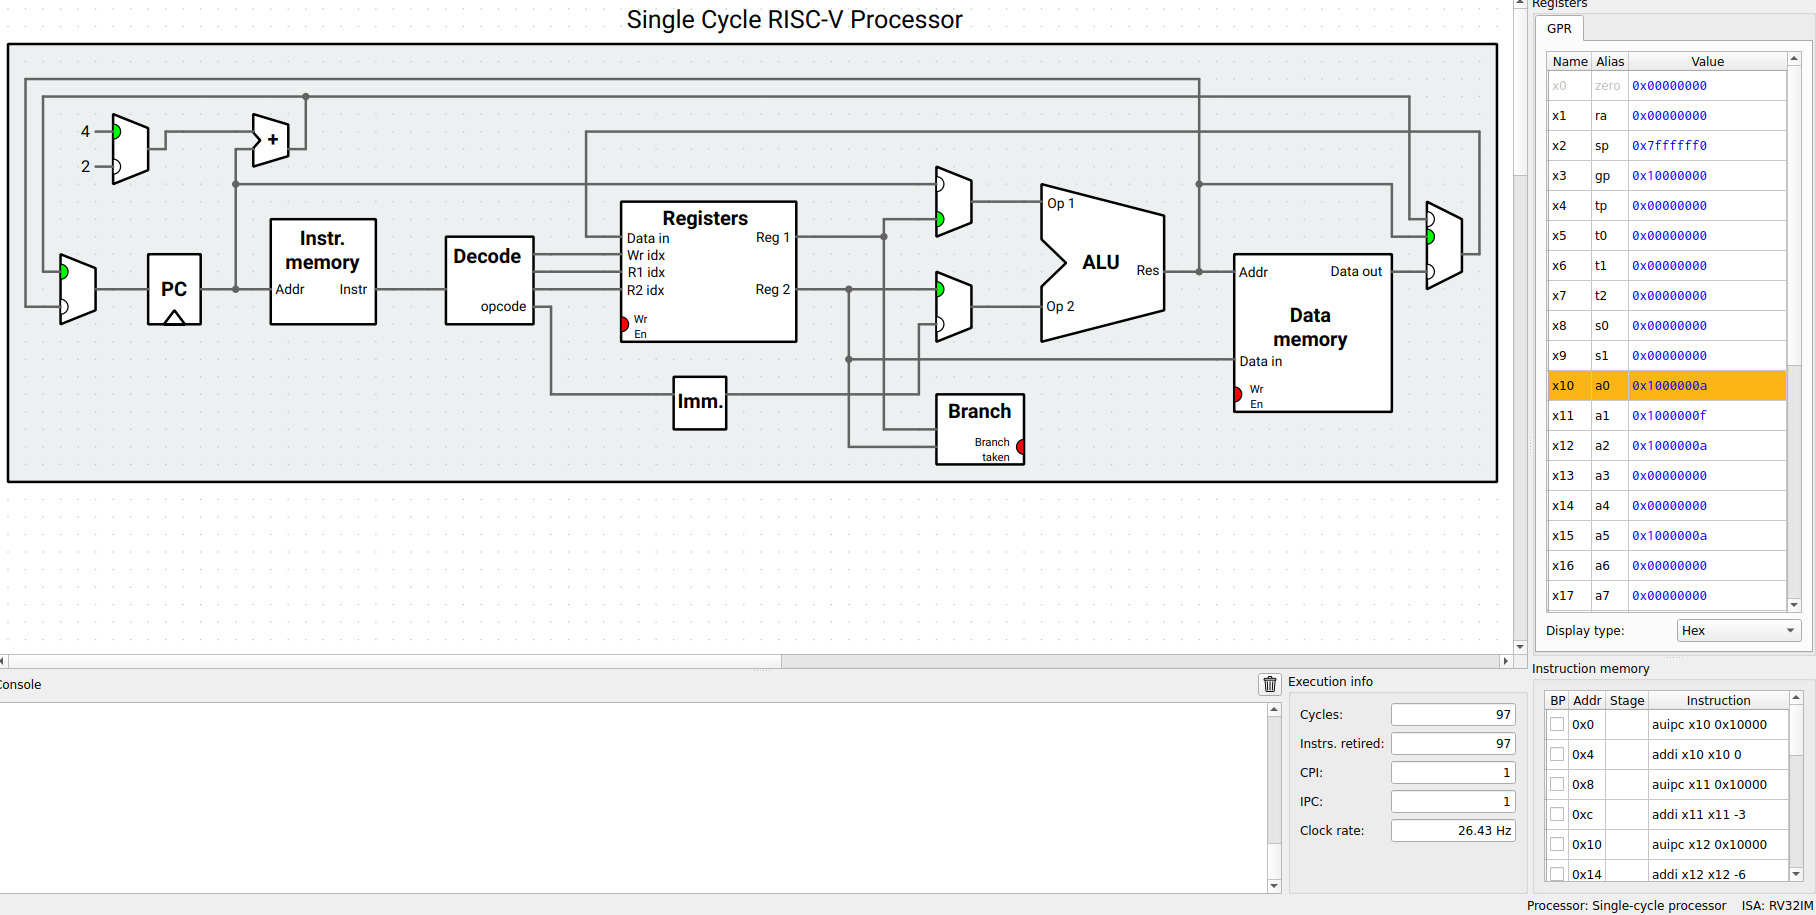 Single Cycle RISC-V Processor
4
2
+
PC
Instr. memory
Addr
Instr
Decode
opcode
Registers
Data in
Wr idx
R1 idx
R2 idx
Wr
En
Reg 1
Reg 2
Imm.
Op 1
Op 2
ALU
Res
Branch
Branch
taken
Addr
Data out
Data
memory
Data in
Wr
En
Registers
GPR
Name Alias Value
x0 zero 0x00000000
x1 ra 0x00000000
x2 sp 0x7ffffff0
x3 gp 0x10000000
x4 tp 0x00000000
x5 t0 0x00000000
x6 t1 0x00000000
x7 t2 0x00000000
x8 s0 0x00000000
x9 s1 0x00000000
x10 a0 0x1000000a
x11 a1 0x1000000f
x12 a2 0x1000000a
x13 a3 0x00000000
x14 a4 0x00000000
x15 a5 0x1000000a
x16 a6 0x00000000
x17 a7 0x00000000
Display type: Hex
Console
Execution info
Cycles: 97
Instrs. retired: 97
CPI: 1
IPC: 1
Clock rate: 26.43 Hz
Instruction memory
BP Addr Stage Instruction
0x0 auipc x10 0x10000
0x4 addi x10 x10 0
0x8 auipc x11 0x10000
0xc addi x11 x11 -3
0x10 auipc x12 0x10000
0x14 addi x12 x12 -6
Processor: Single-cycle processor ISA: RV32IM